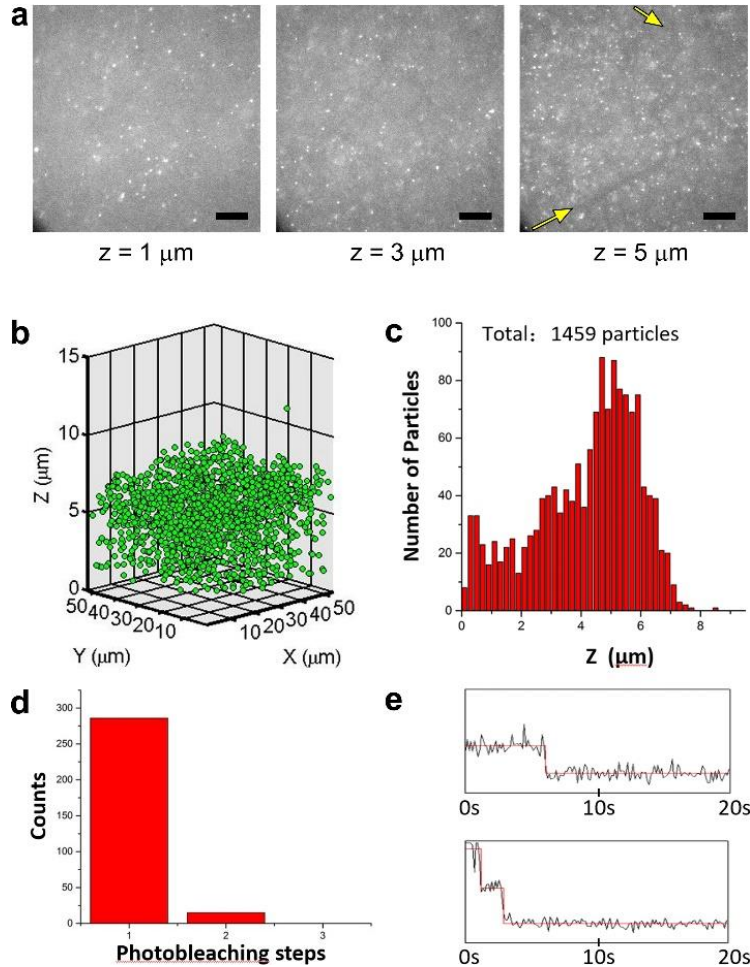 a
z = 1 μm
z = 3 μm
z = 5 μm
b
15
10
5
0
Z (μm)
50
40
30
20
10
Y (μm)
10
20
30
40
50
X (μm)
c
Total: 1459 particles
100
80
60
40
20
0
Number of Particles
0 2 4 6 8
Z (μm)
d
300
250
200
150
100
50
0
Counts
1 2 3
Photobleaching steps
e
0s 10s 20s
0s 10s 20s